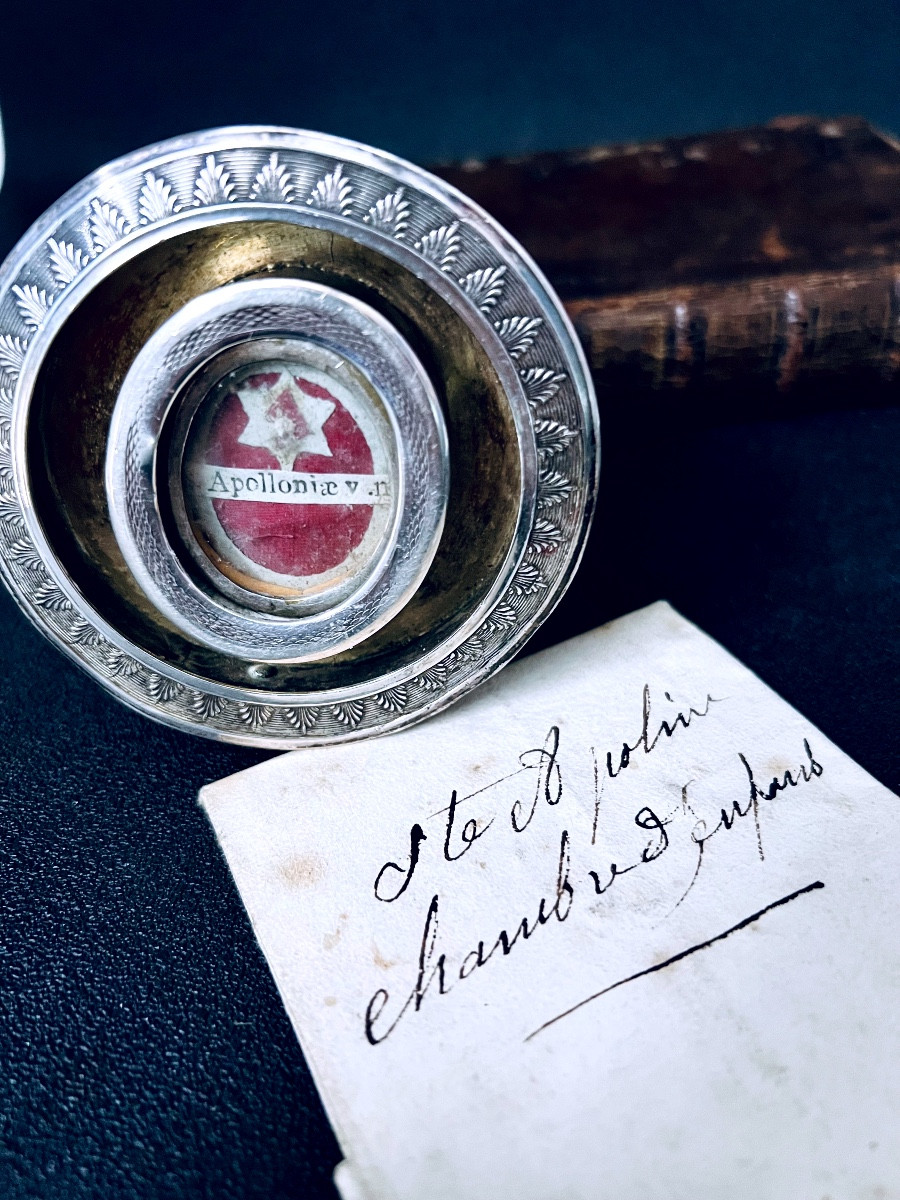 Apolloniæ v.m
Ste Apoline
chambre d'enfans